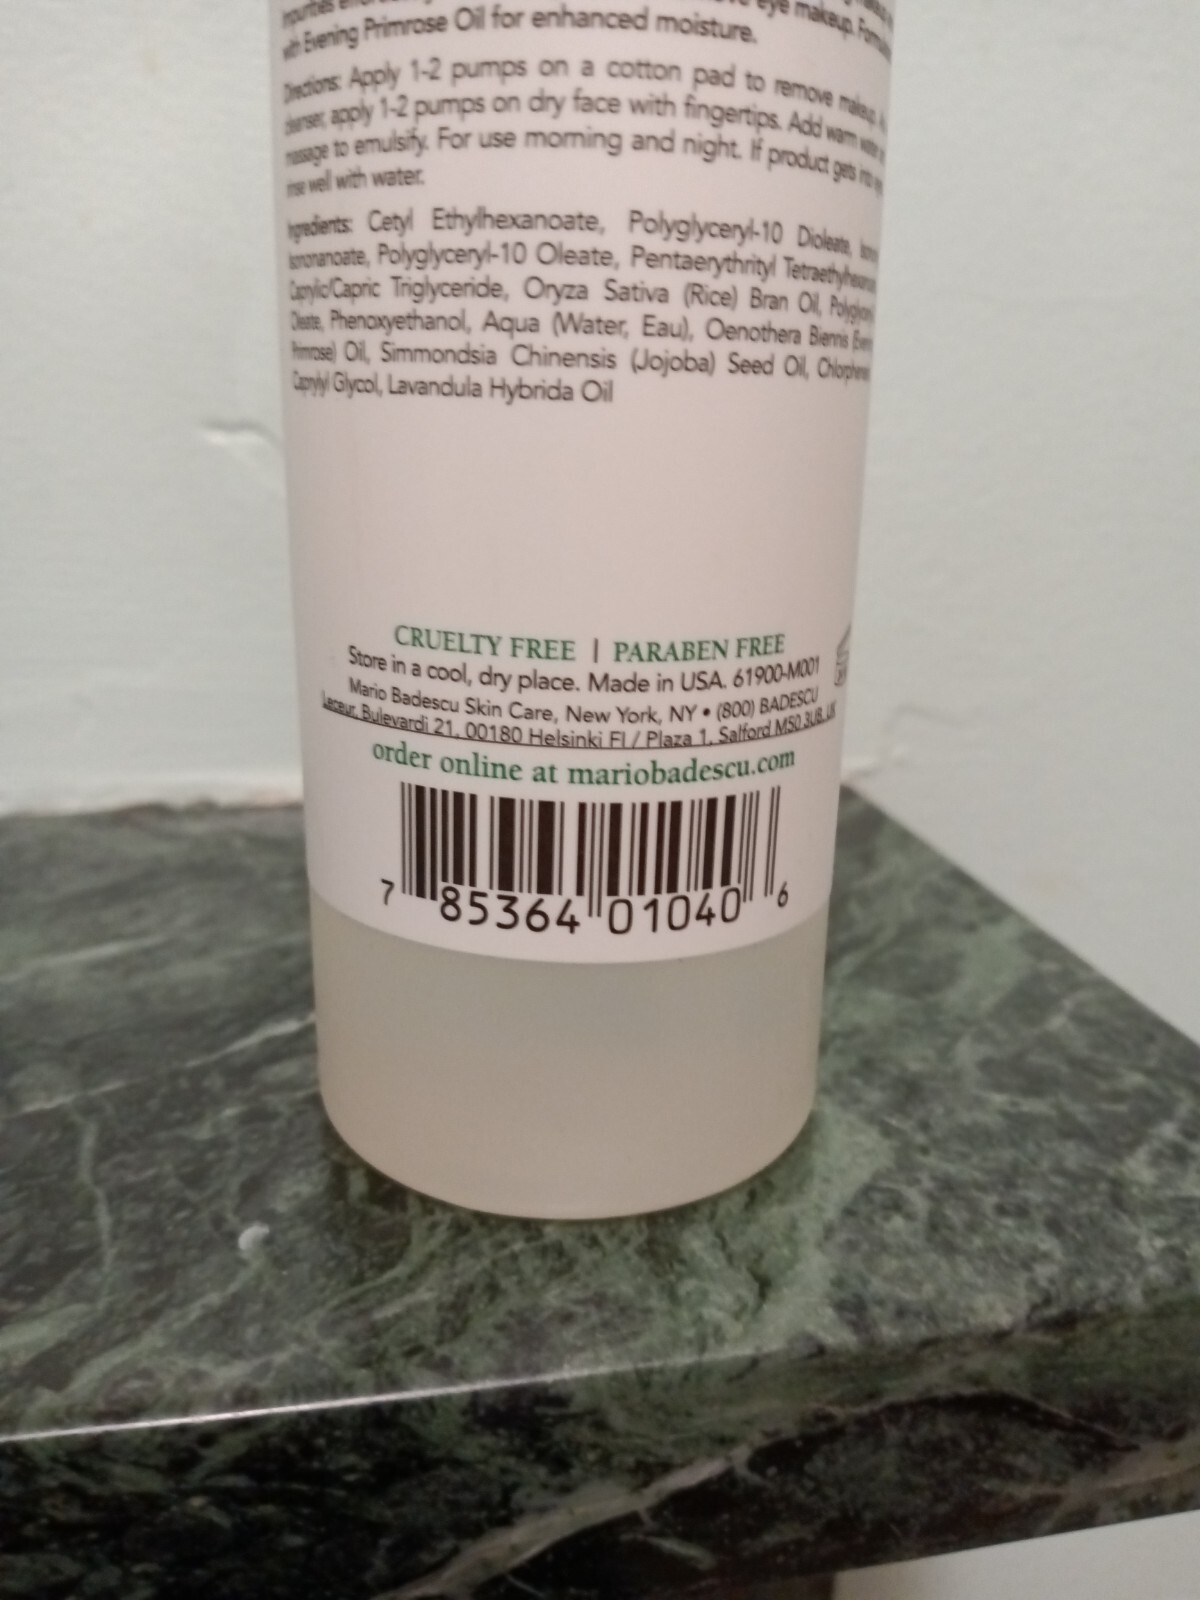 with Evening Primrose Oil for enhanced moisture.
Directions: Apply 1-2 pumps on a cotton pad to remove makeup.
cleanser, apply 1-2 pumps on dry face with fingertips. Add warm water
massage to emulsify. For use morning and night. If product gets into
rinse well with water.
Ingredients: Cetyl Ethylhexanoate, Polyglyceryl-10 Dioleate,
Isononanoate, Polyglyceryl-10 Oleate, Pentaerythrityl
Caprylic/Capric Triglyceride, Oryza Sativa (Rice) Bran Oil,
Oleate, Phenoxyethanol, Aqua (Water, Eau), Oenothera Biennis
Primrose) Oil, Simmondsia Chinensis (Jojoba) Seed Oil,
Caprylyl Glycol, Lavandula Hybrida Oil
CRUELTY FREE | PARABEN FREE
Store in a cool, dry place. Made in USA. 61900-M001
Mario Badescu Skin Care, New York, NY • (800) BADESCU
Bulevardi 21, 00180 Helsinki FI / Plaza 1, Salford M50 3UB, UK
order online at mariobadescu.com
7 85364 01040 6